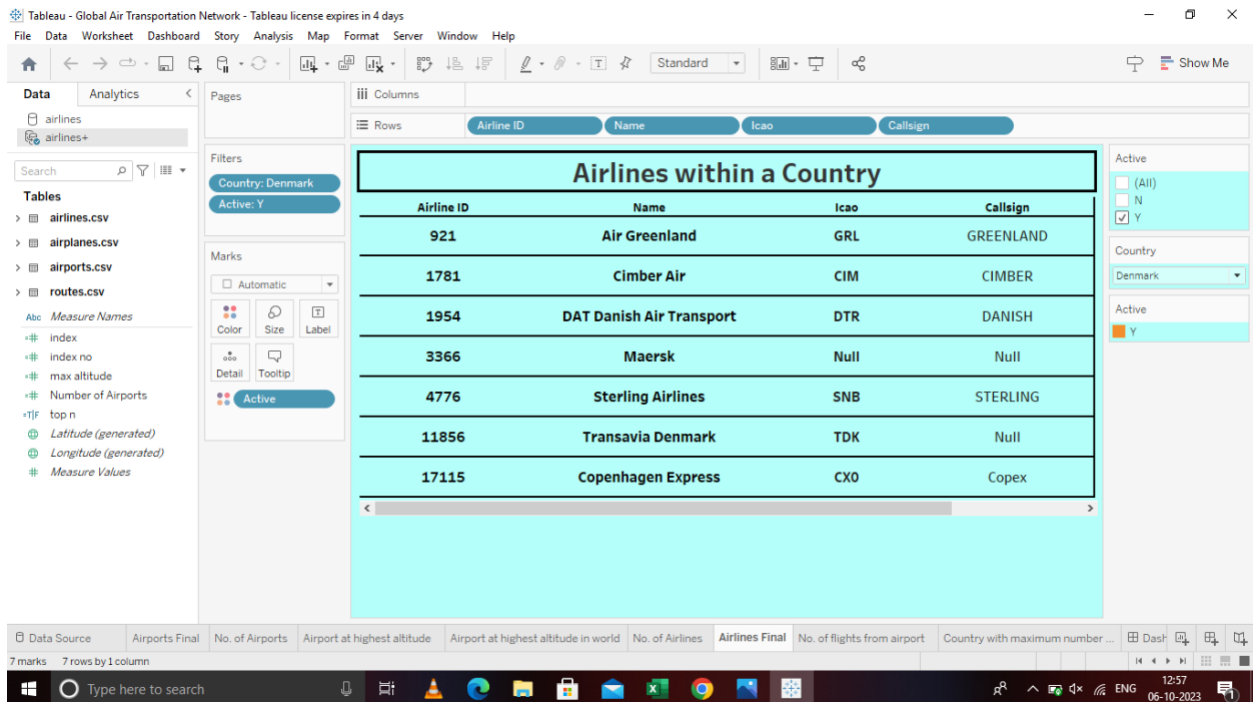 Tableau - Global Air Transportation Network - Tableau license expires in 4 days
File Data Worksheet Dashboard Story Analysis Map Format Server Window Help
Standard
Show Me
Data Analytics
airlines
airlines+
Search
Tables
airlines.csv
airplanes.csv
airports.csv
routes.csv
Abc Measure Names
=# index
=# index no
=# max altitude
=# Number of Airports
=T|F top n
Latitude (generated)
Longitude (generated)
# Measure Values
Pages
Filters
Country: Denmark
Active: Y
Marks
Automatic
Color Size Label
Detail Tooltip
Active
iii Columns
Rows Airline ID Name Icao Callsign
Airlines within a Country
Airline ID Name Icao Callsign
921 Air Greenland GRL GREENLAND
1781 Cimber Air CIM CIMBER
1954 DAT Danish Air Transport DTR DANISH
3366 Maersk Null Null
4776 Sterling Airlines SNB STERLING
11856 Transavia Denmark TDK Null
17115 Copenhagen Express CX0 Copex
Active
(All)
N
Y
Country
Denmark
Active
Y
Data Source Airports Final No. of Airports Airport at highest altitude Airport at highest altitude in world No. of Airlines Airlines Final No. of flights from airport Country with maximum number ... Dash
7 marks 7 rows by 1 column
Type here to search
ENG
12:57
06-10-2023
1